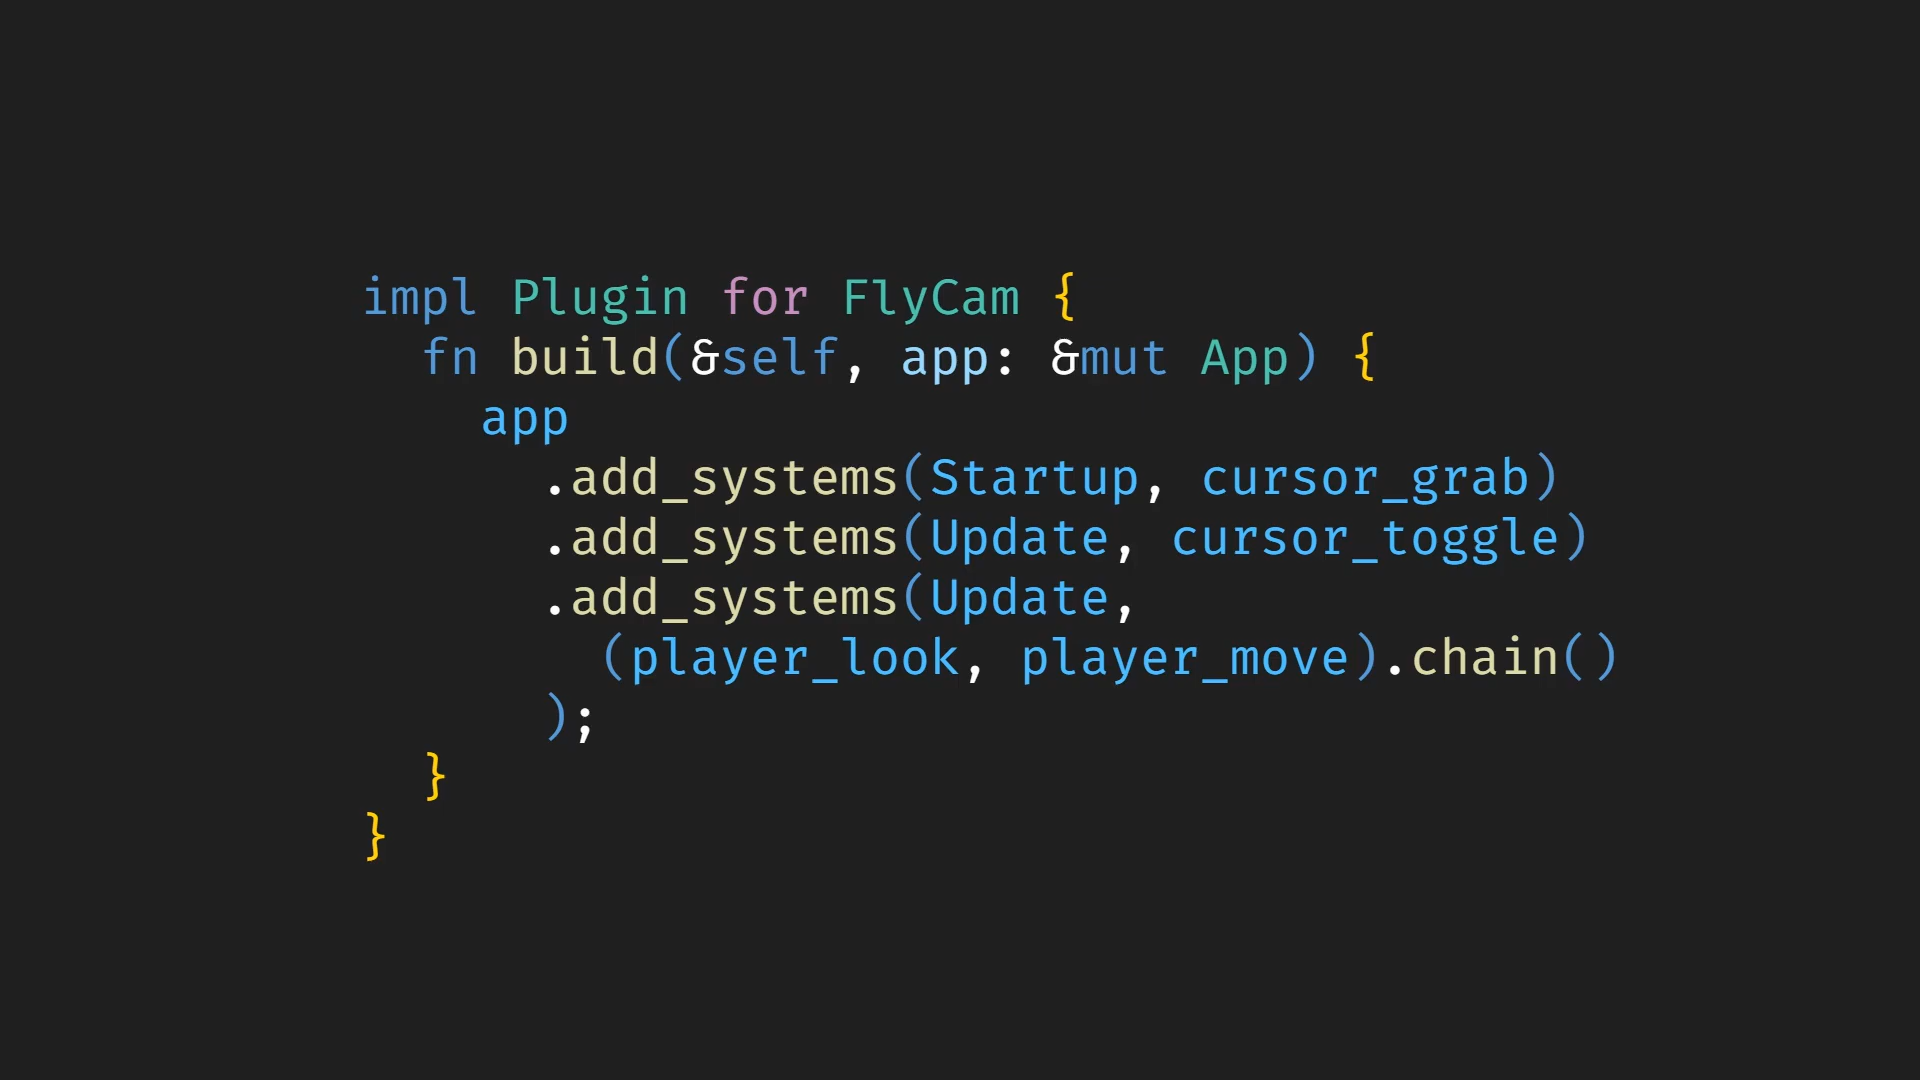 impl Plugin for FlyCam {
  fn build(&self, app: &mut App) {
    app
      .add_systems(Startup, cursor_grab)
      .add_systems(Update, cursor_toggle)
      .add_systems(Update,
        (player_look, player_move).chain()
      );
  }
}